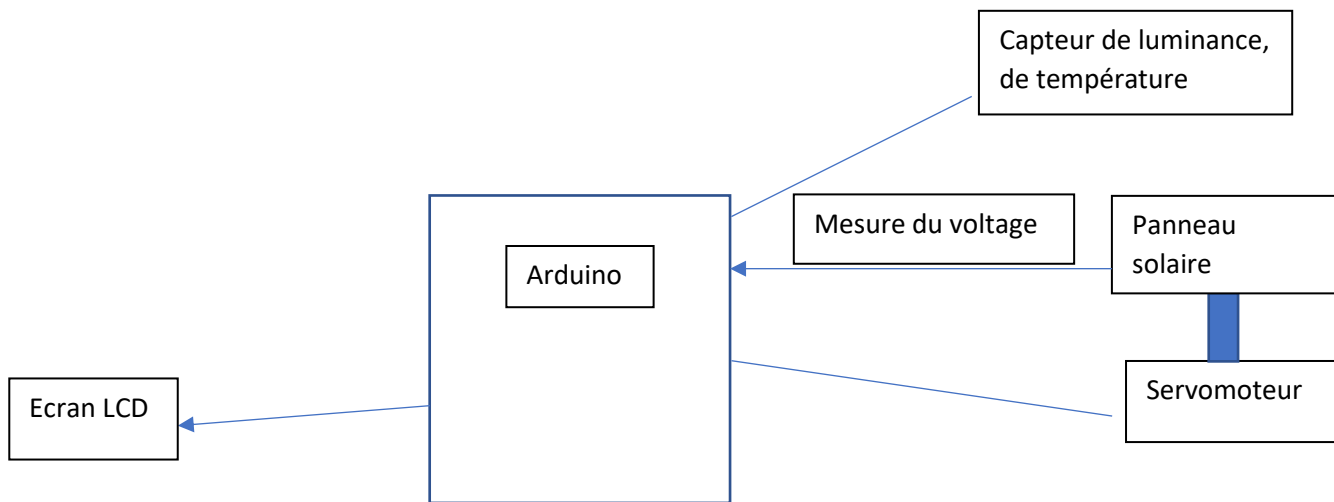 Capteur de luminance,
de température
Mesure du voltage
Panneau
solaire
Arduino
Ecran LCD
Servomoteur